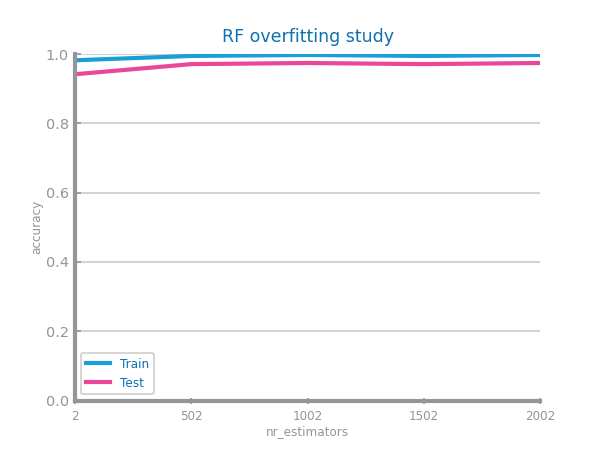 RF overfitting study
1.0
0.8
0.6
0.4
0.2
0.0
accuracy
Train
Test
2 502 1002 1502 2002
nr_estimators